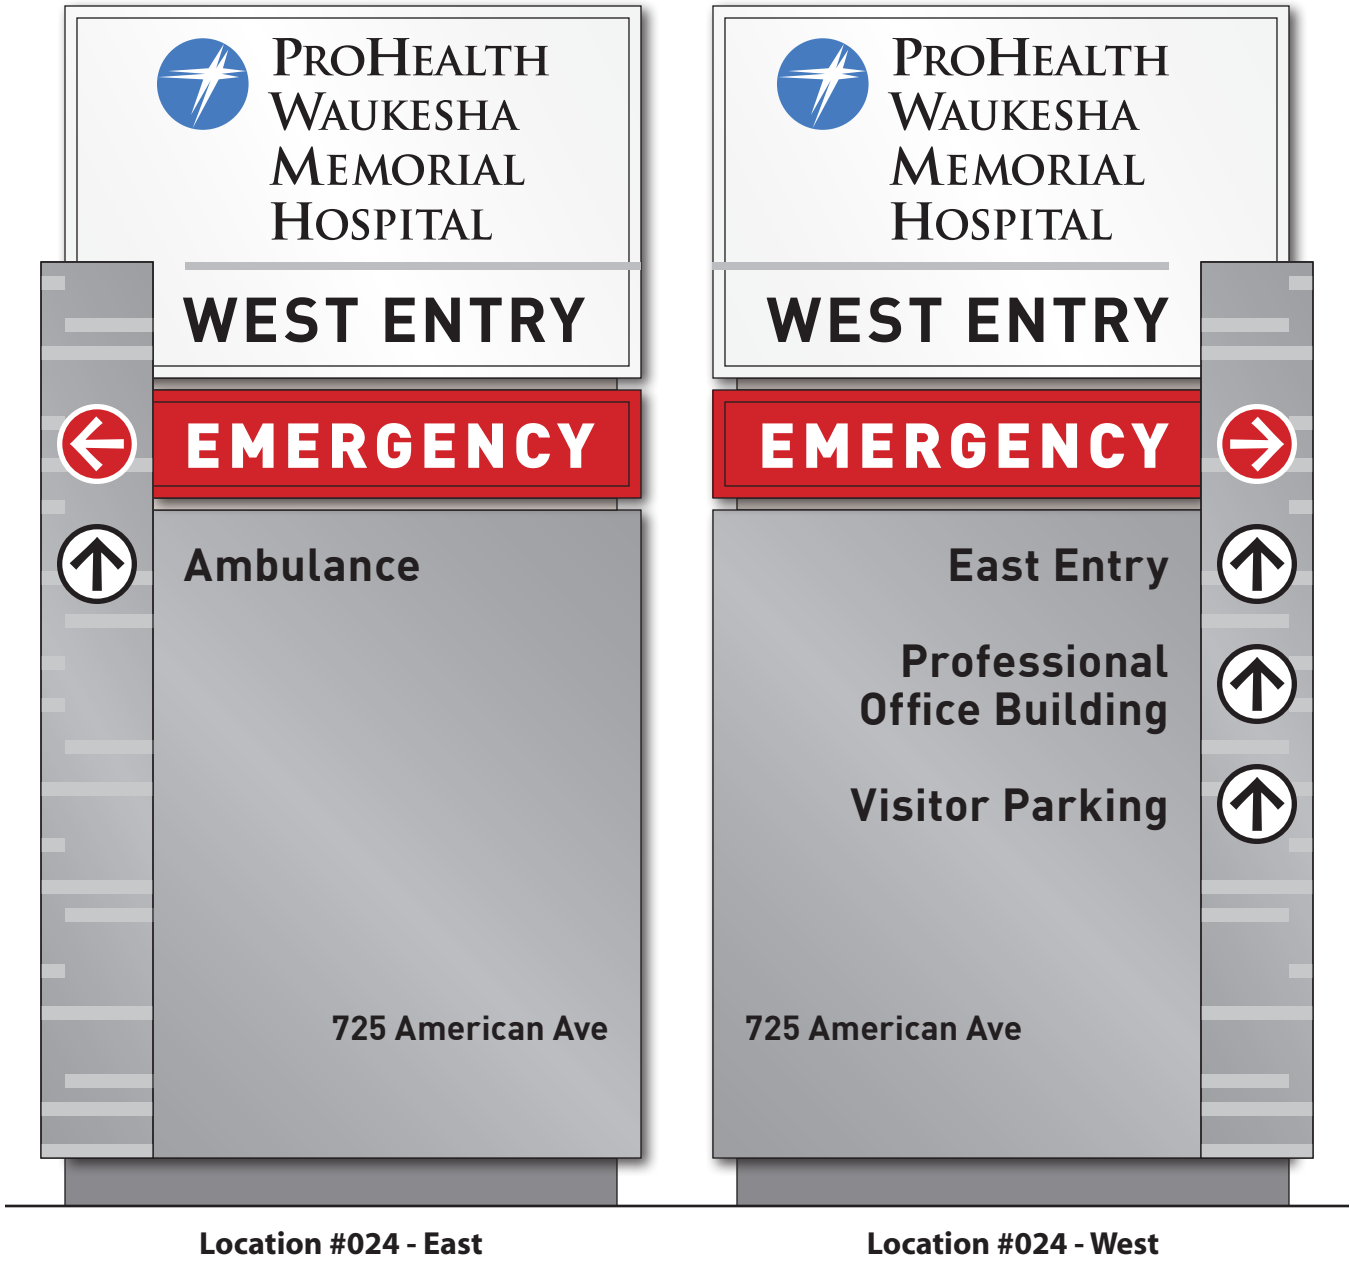 PROHEALTH
WAUKESHA
MEMORIAL
HOSPITAL
WEST ENTRY
EMERGENCY
Ambulance
725 American Ave
Location #024 - East
PROHEALTH
WAUKESHA
MEMORIAL
HOSPITAL
WEST ENTRY
EMERGENCY
East Entry
Professional
Office Building
Visitor Parking
725 American Ave
Location #024 - West